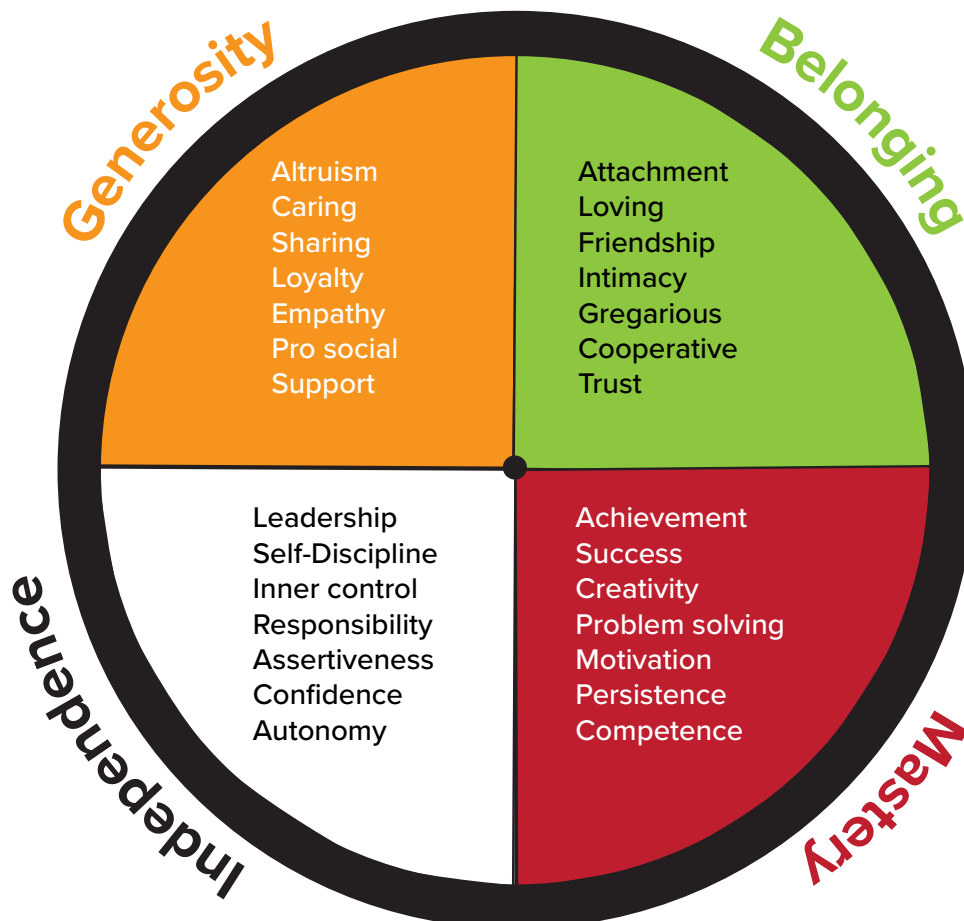 Generosity
Belonging
Altruism
Caring
Sharing
Loyalty
Empathy
Pro social
Support
Attachment
Loving
Friendship
Intimacy
Gregarious
Cooperative
Trust
Leadership
Self-Discipline
Inner control
Responsibility
Assertiveness
Confidence
Autonomy
Achievement
Success
Creativity
Problem solving
Motivation
Persistence
Competence
Independence
Mastery